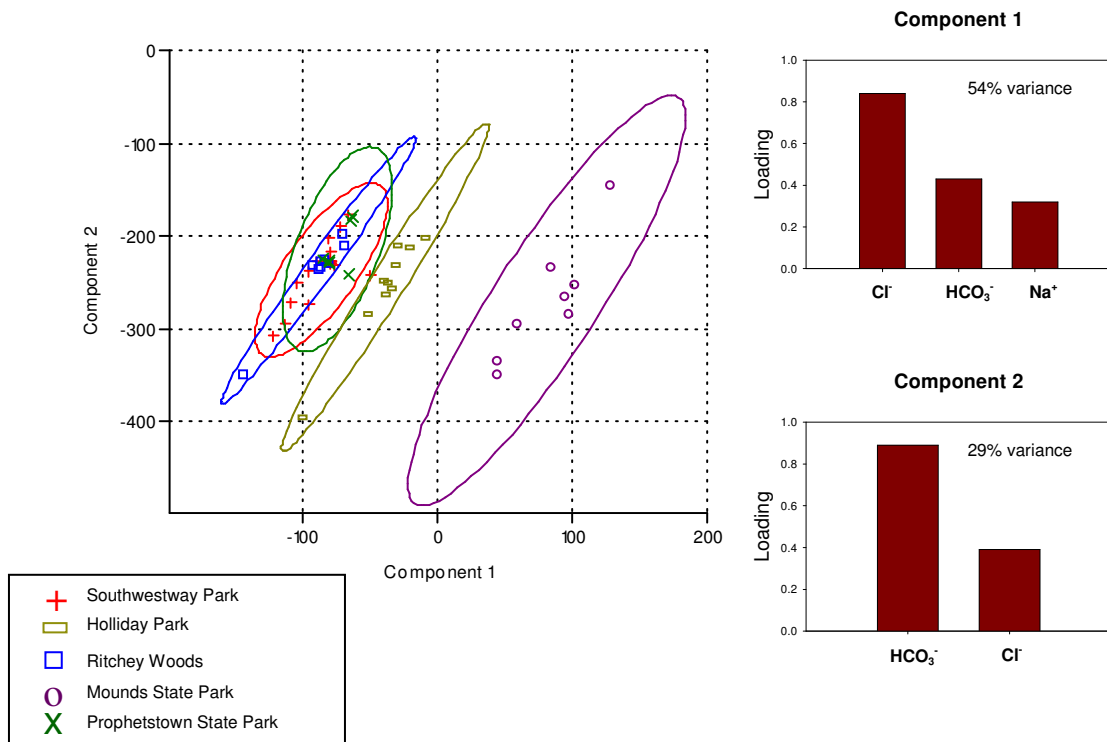 0
-100
-200
-300
-400
Component 2
-100
0
100
200
Component 1
Southwestway Park
Holliday Park
Ritchey Woods
Mounds State Park
Prophetstown State Park
Component 1
54% variance
1.0
0.8
0.6
0.4
0.2
0.0
Loading
Cl⁻
HCO₃⁻
Na⁺
Component 2
29% variance
1.0
0.8
0.6
0.4
0.2
0.0
Loading
HCO₃⁻
Cl⁻